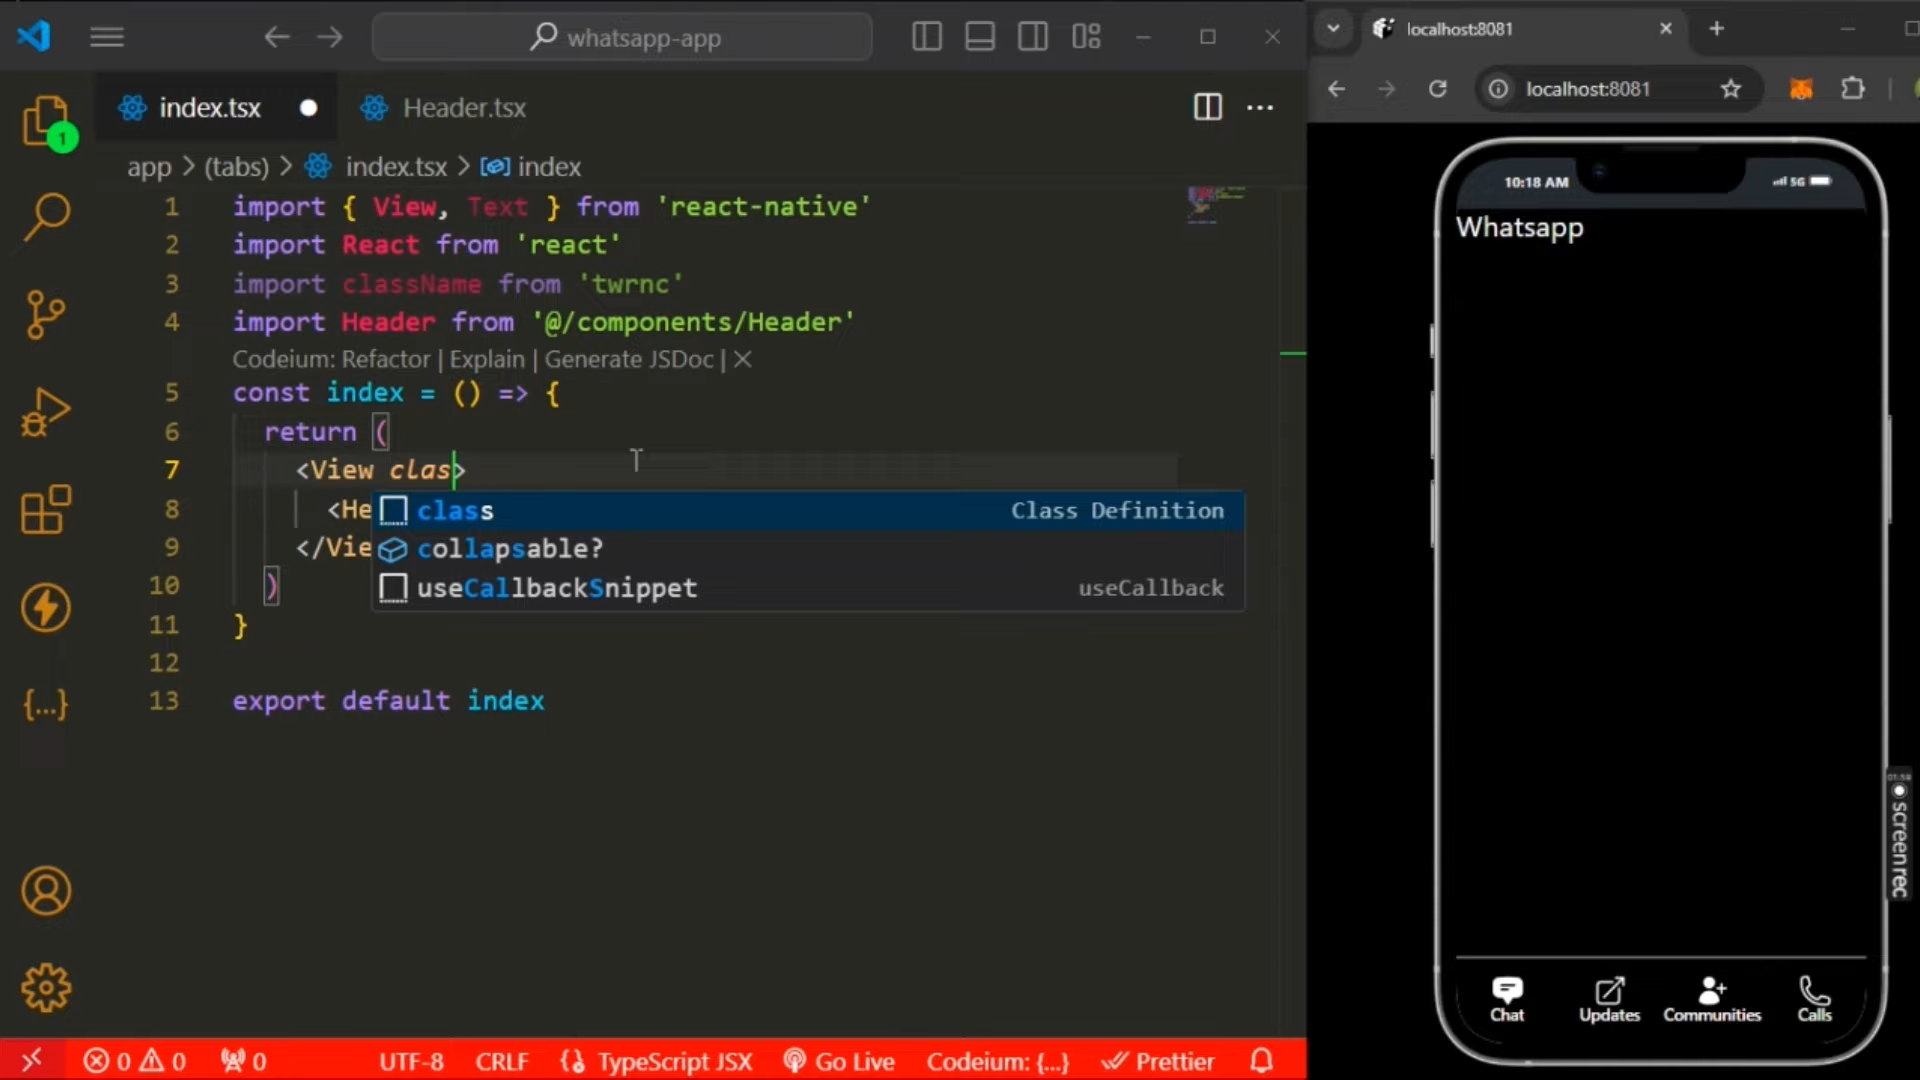 whatsapp-app
index.tsx
Header.tsx
app > (tabs) > index.tsx > index
1 import { View, Text } from 'react-native'
2 import React from 'react'
3 import className from 'twrnc'
4 import Header from '@/components/Header'
Codeium: Refactor | Explain | Generate JSDoc | ×
5 const index = () => {
6 return (
7 <View clas>
8 <He
9 </Vie
10 )
11 }
12
13 export default index
class Class Definition
collapsable?
useCallbackSnippet useCallback
1
{...}
0 0 0 UTF-8 CRLF TypeScript JSX Go Live Codeium: {...} Prettier
localhost:8081
localhost:8081
10:18 AM 5G
Whatsapp
Chat Updates Communities Calls
01:59
screenrec